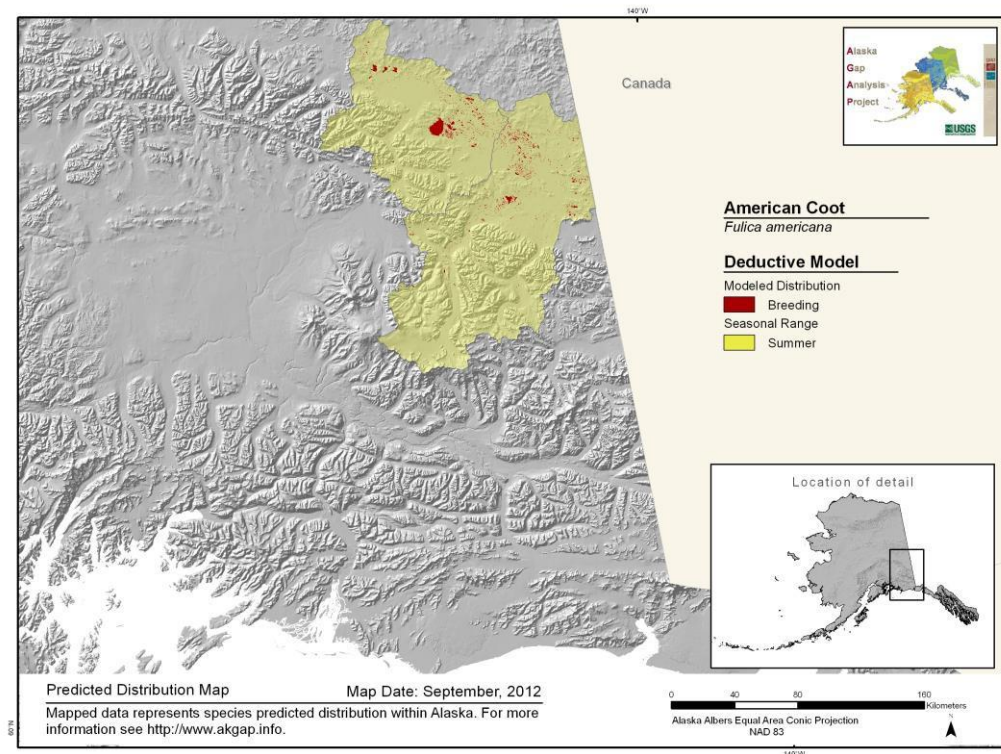 140°W
Canada
Alaska
Gap
Analysis
Project
USGS
American Coot
Fulica americana
Deductive Model
Modeled Distribution
Breeding
Seasonal Range
Summer
Location of detail
Predicted Distribution Map Map Date: September, 2012
Mapped data represents species predicted distribution within Alaska. For more
information see http://www.akgap.info.
0 40 80 160
Kilometers
Alaska Albers Equal Area Conic Projection
NAD 83
N
60°N
140°W